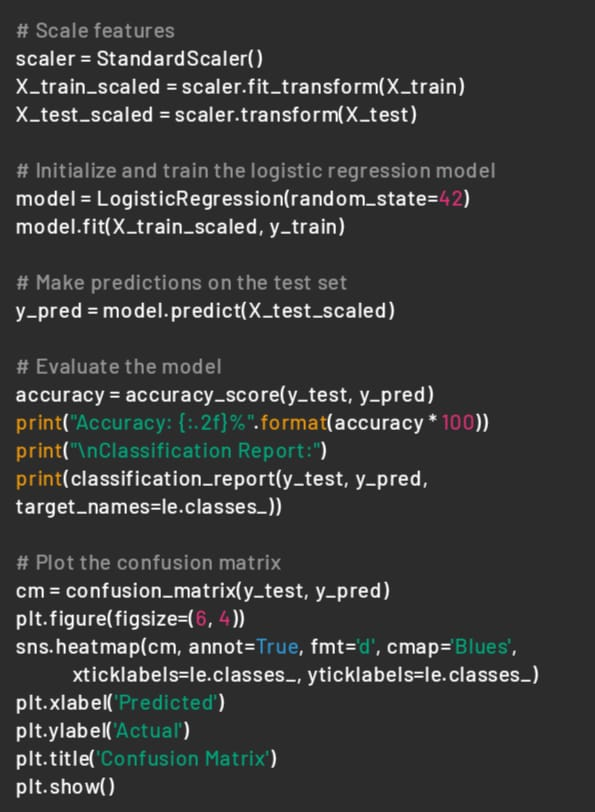 # Scale features
scaler = StandardScaler()
X_train_scaled = scaler.fit_transform(X_train)
X_test_scaled = scaler.transform(X_test)

# Initialize and train the logistic regression model
model = LogisticRegression(random_state=42)
model.fit(X_train_scaled, y_train)

# Make predictions on the test set
y_pred = model.predict(X_test_scaled)

# Evaluate the model
accuracy = accuracy_score(y_test, y_pred)
print("Accuracy: {:.2f}%".format(accuracy * 100))
print("\nClassification Report:")
print(classification_report(y_test, y_pred,
target_names=le.classes_))

# Plot the confusion matrix
cm = confusion_matrix(y_test, y_pred)
plt.figure(figsize=(6, 4))
sns.heatmap(cm, annot=True, fmt='d', cmap='Blues',
        xticklabels=le.classes_, yticklabels=le.classes_)
plt.xlabel('Predicted')
plt.ylabel('Actual')
plt.title('Confusion Matrix')
plt.show()